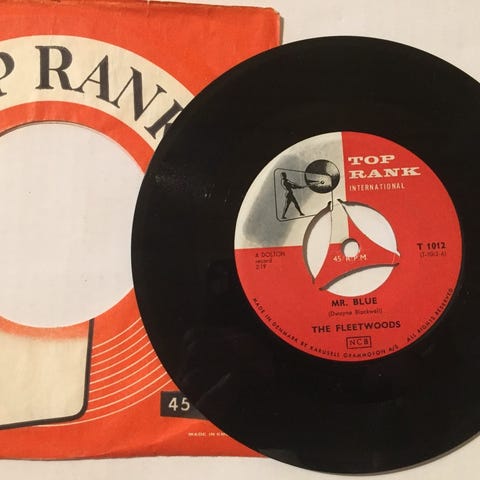 P RANK
45
MADE IN
TOP
RANK
INTERNATIONAL
A DOLTON
record
219
45 R.P.M
T 1012
(T-1012-A)
MR. BLUE
(Dwayne Blackwell)
THE FLEETWOODS
NCB
MADE IN DENMARK BY KARUSELL GRAMMOFON A/S ALL RIGHTS RESERVED